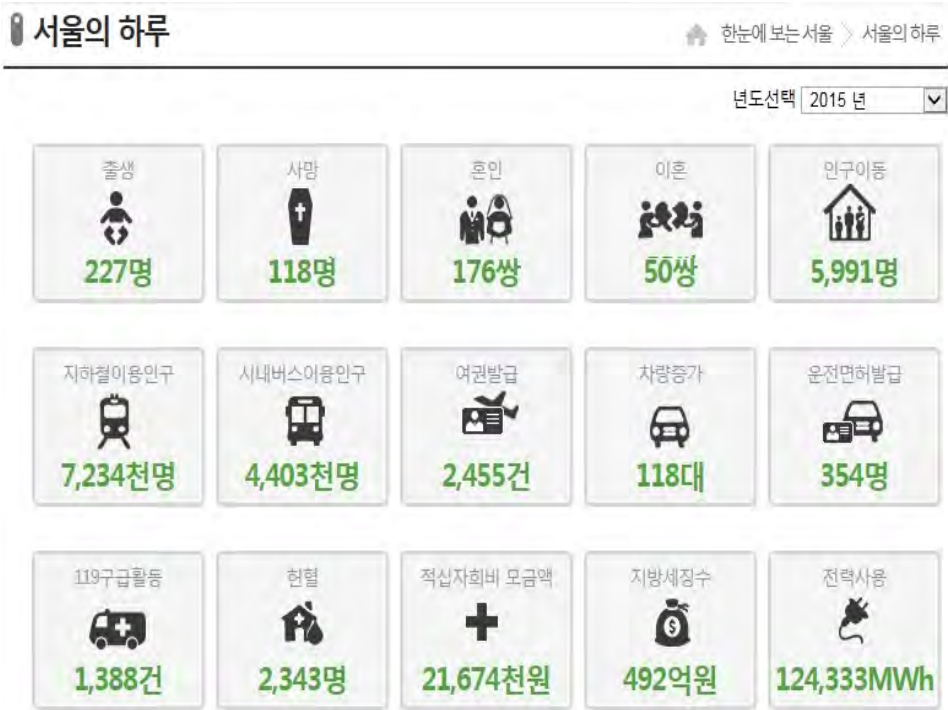 서울의 하루
한눈에 보는 서울 > 서울의 하루
년도선택 2015 년
출생 사망 혼인 이혼 인구이동
227명 118명 176쌍 50쌍 5,991명
지하철이용인구 시내버스이용인구 여권발급 차량증가 운전면허발급
7,234천명 4,403천명 2,455건 118대 354명
119구급활동 헌혈 적십자회비 모금액 지방세징수 전력사용
1,388건 2,343명 21,674천원 492억원 124,333MWh